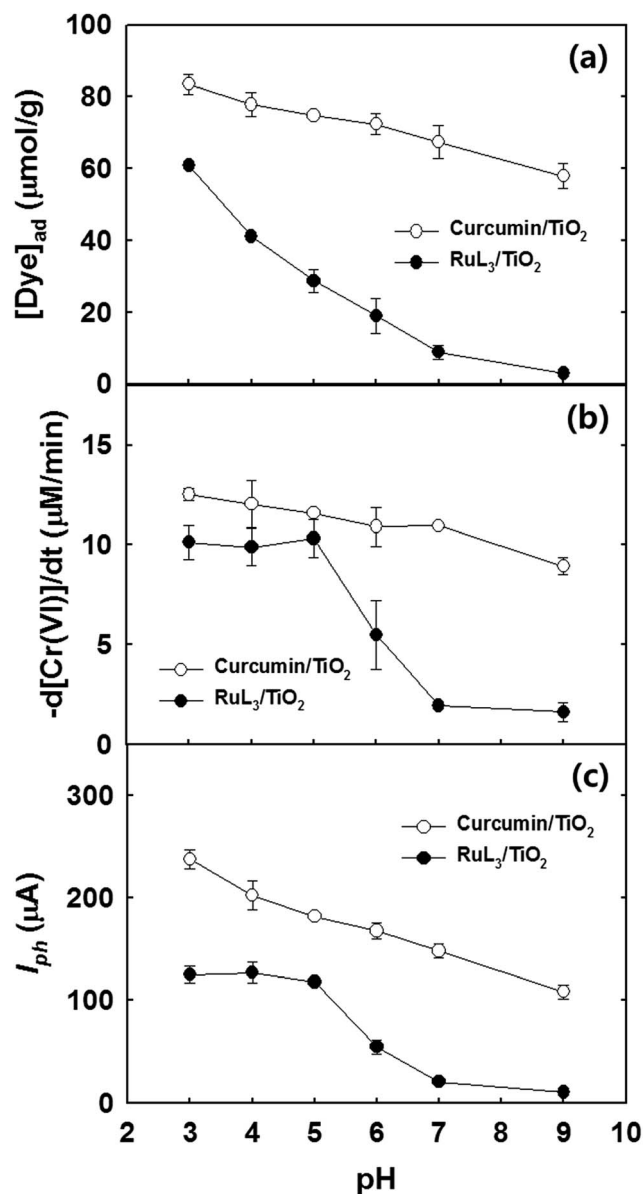 (a)
[Dye]ad (μmol/g)
100
80
60
40
20
0
Curcumin/TiO2
RuL3/TiO2
(b)
-d[Cr(VI)]/dt (μM/min)
15
10
5
0
Curcumin/TiO2
RuL3/TiO2
(c)
Iph (μA)
300
200
100
0
Curcumin/TiO2
RuL3/TiO2
2 3 4 5 6 7 8 9 10
pH